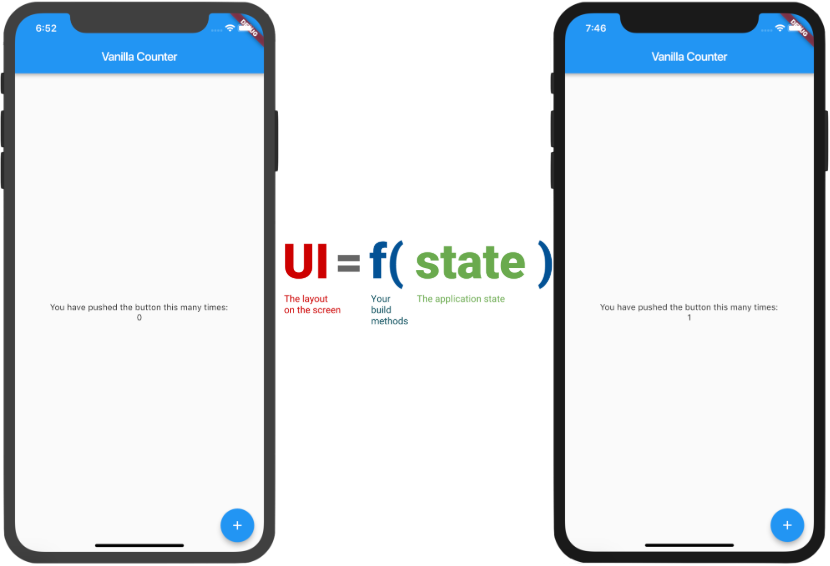 6:52
DEBUG
Vanilla Counter
You have pushed the button this many times:
0
+
UI = f( state )
The layout
on the screen
Your
build
methods
The application state
7:46
DEBUG
Vanilla Counter
You have pushed the button this many times:
1
+